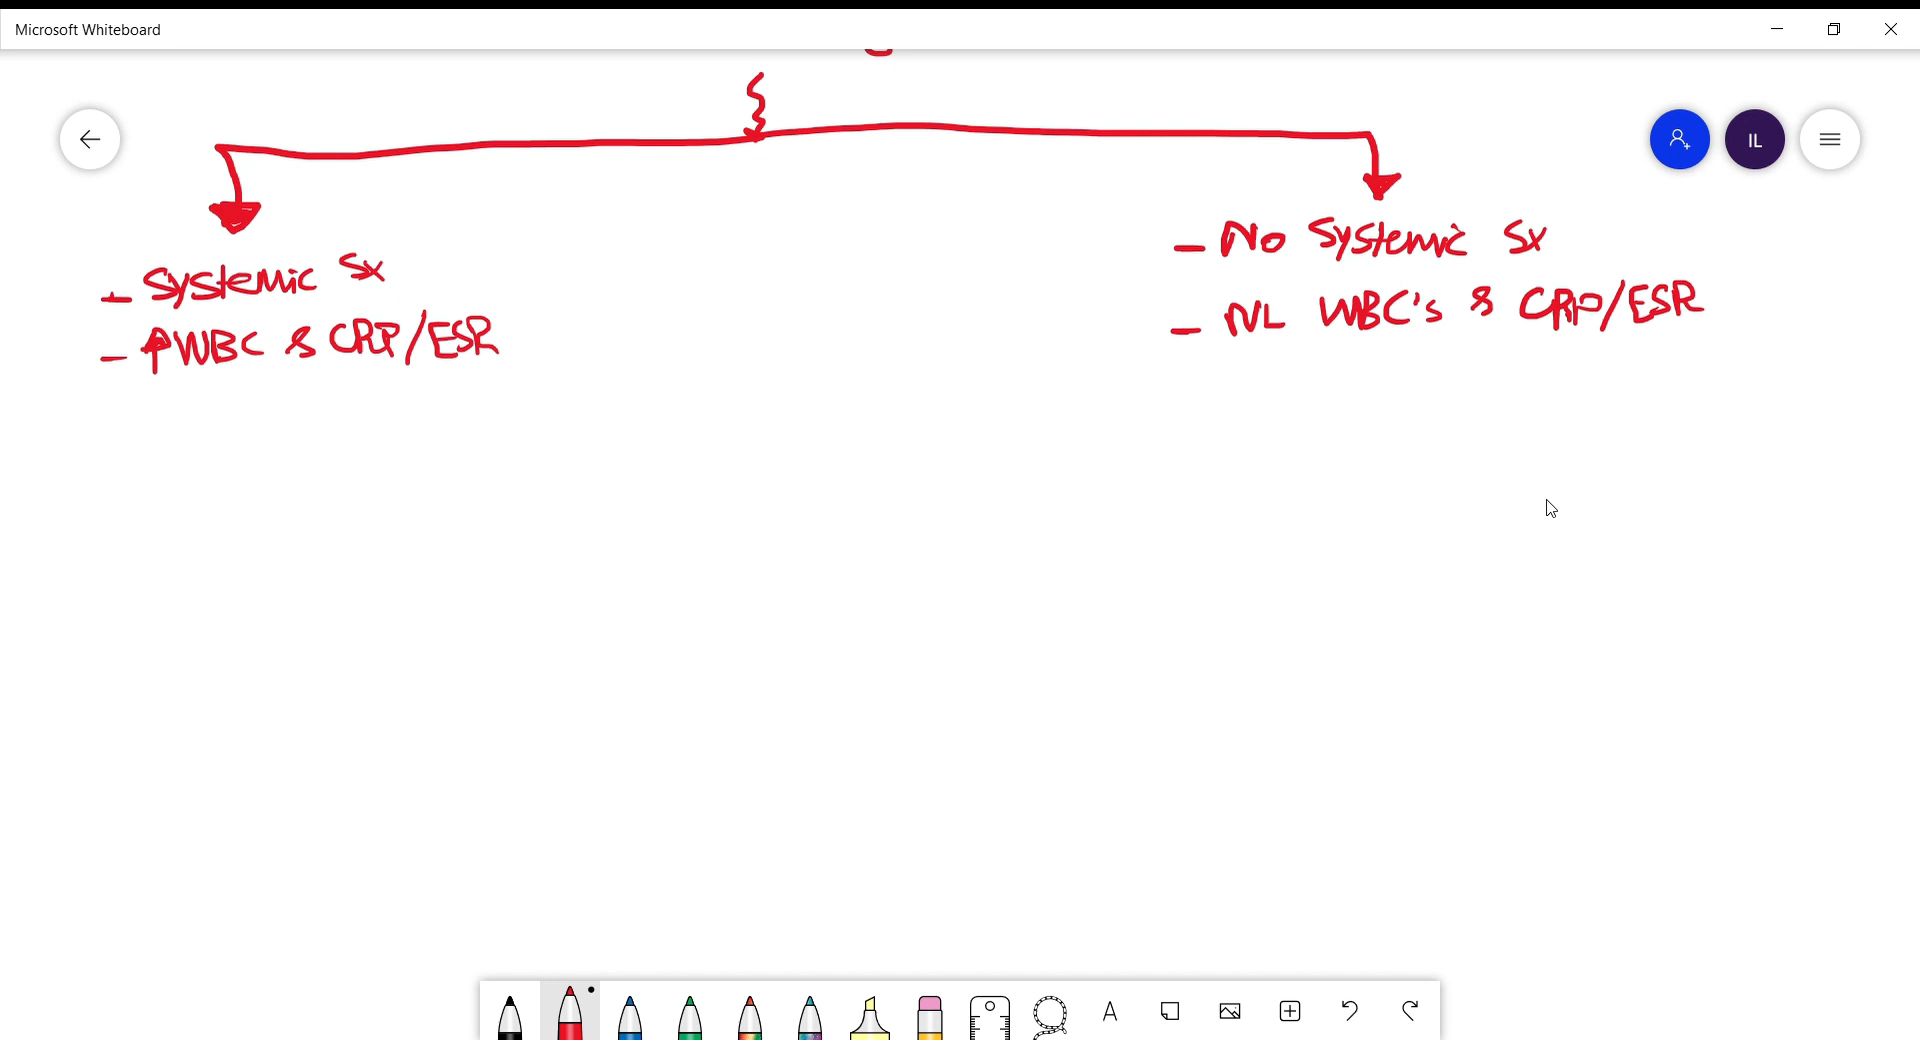 Microsoft Whiteboard
IL
- Systemic Sx
- ↑WBC & CRP/ESR
- No Systemic Sx
- NL WBC's & CRP/ESR